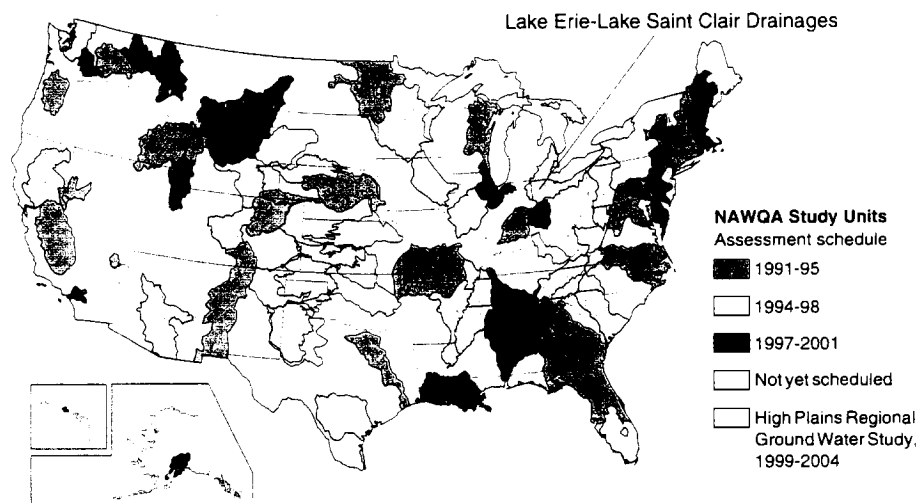 Lake Erie-Lake Saint Clair Drainages
NAWQA Study Units
Assessment schedule
1991-95
1994-98
1997-2001
Not yet scheduled
High Plains Regional
Ground Water Study,
1999-2004